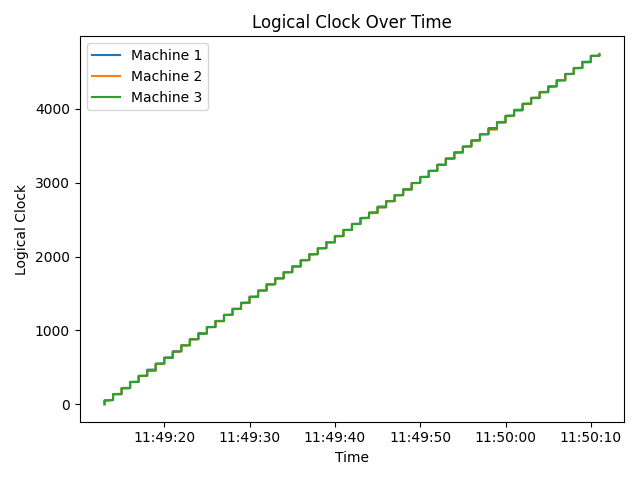 Logical Clock Over Time
Machine 1
Machine 2
Machine 3
Logical Clock
4000
3000
2000
1000
0
11:49:20 11:49:30 11:49:40 11:49:50 11:50:00 11:50:10
Time